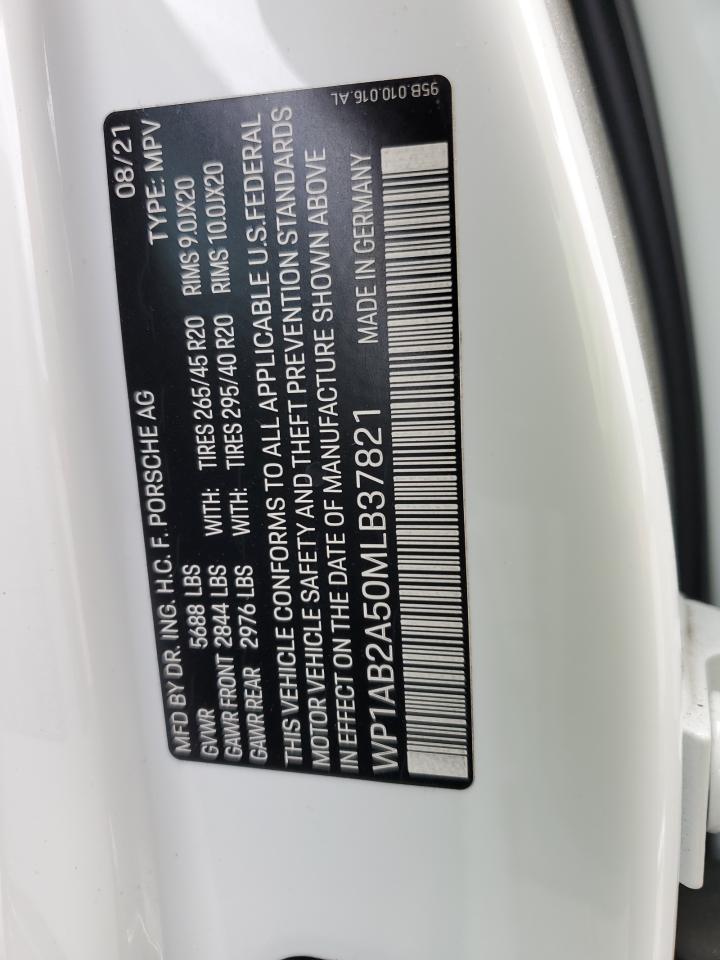 MFD BY DR. ING. H.C. F. PORSCHE AG 08/21
GVWR 5688 LBS TYPE: MPV
GAWR FRONT 2844 LBS WITH: TIRES 265/45 R20 RIMS 9.0JX20
GAWR REAR 2976 LBS WITH: TIRES 295/40 R20 RIMS 10.0JX20
THIS VEHICLE CONFORMS TO ALL APPLICABLE U.S.FEDERAL
MOTOR VEHICLE SAFETY AND THEFT PREVENTION STANDARDS
IN EFFECT ON THE DATE OF MANUFACTURE SHOWN ABOVE
WP1AB2A50MLB37821 MADE IN GERMANY
95B.010.016.AL